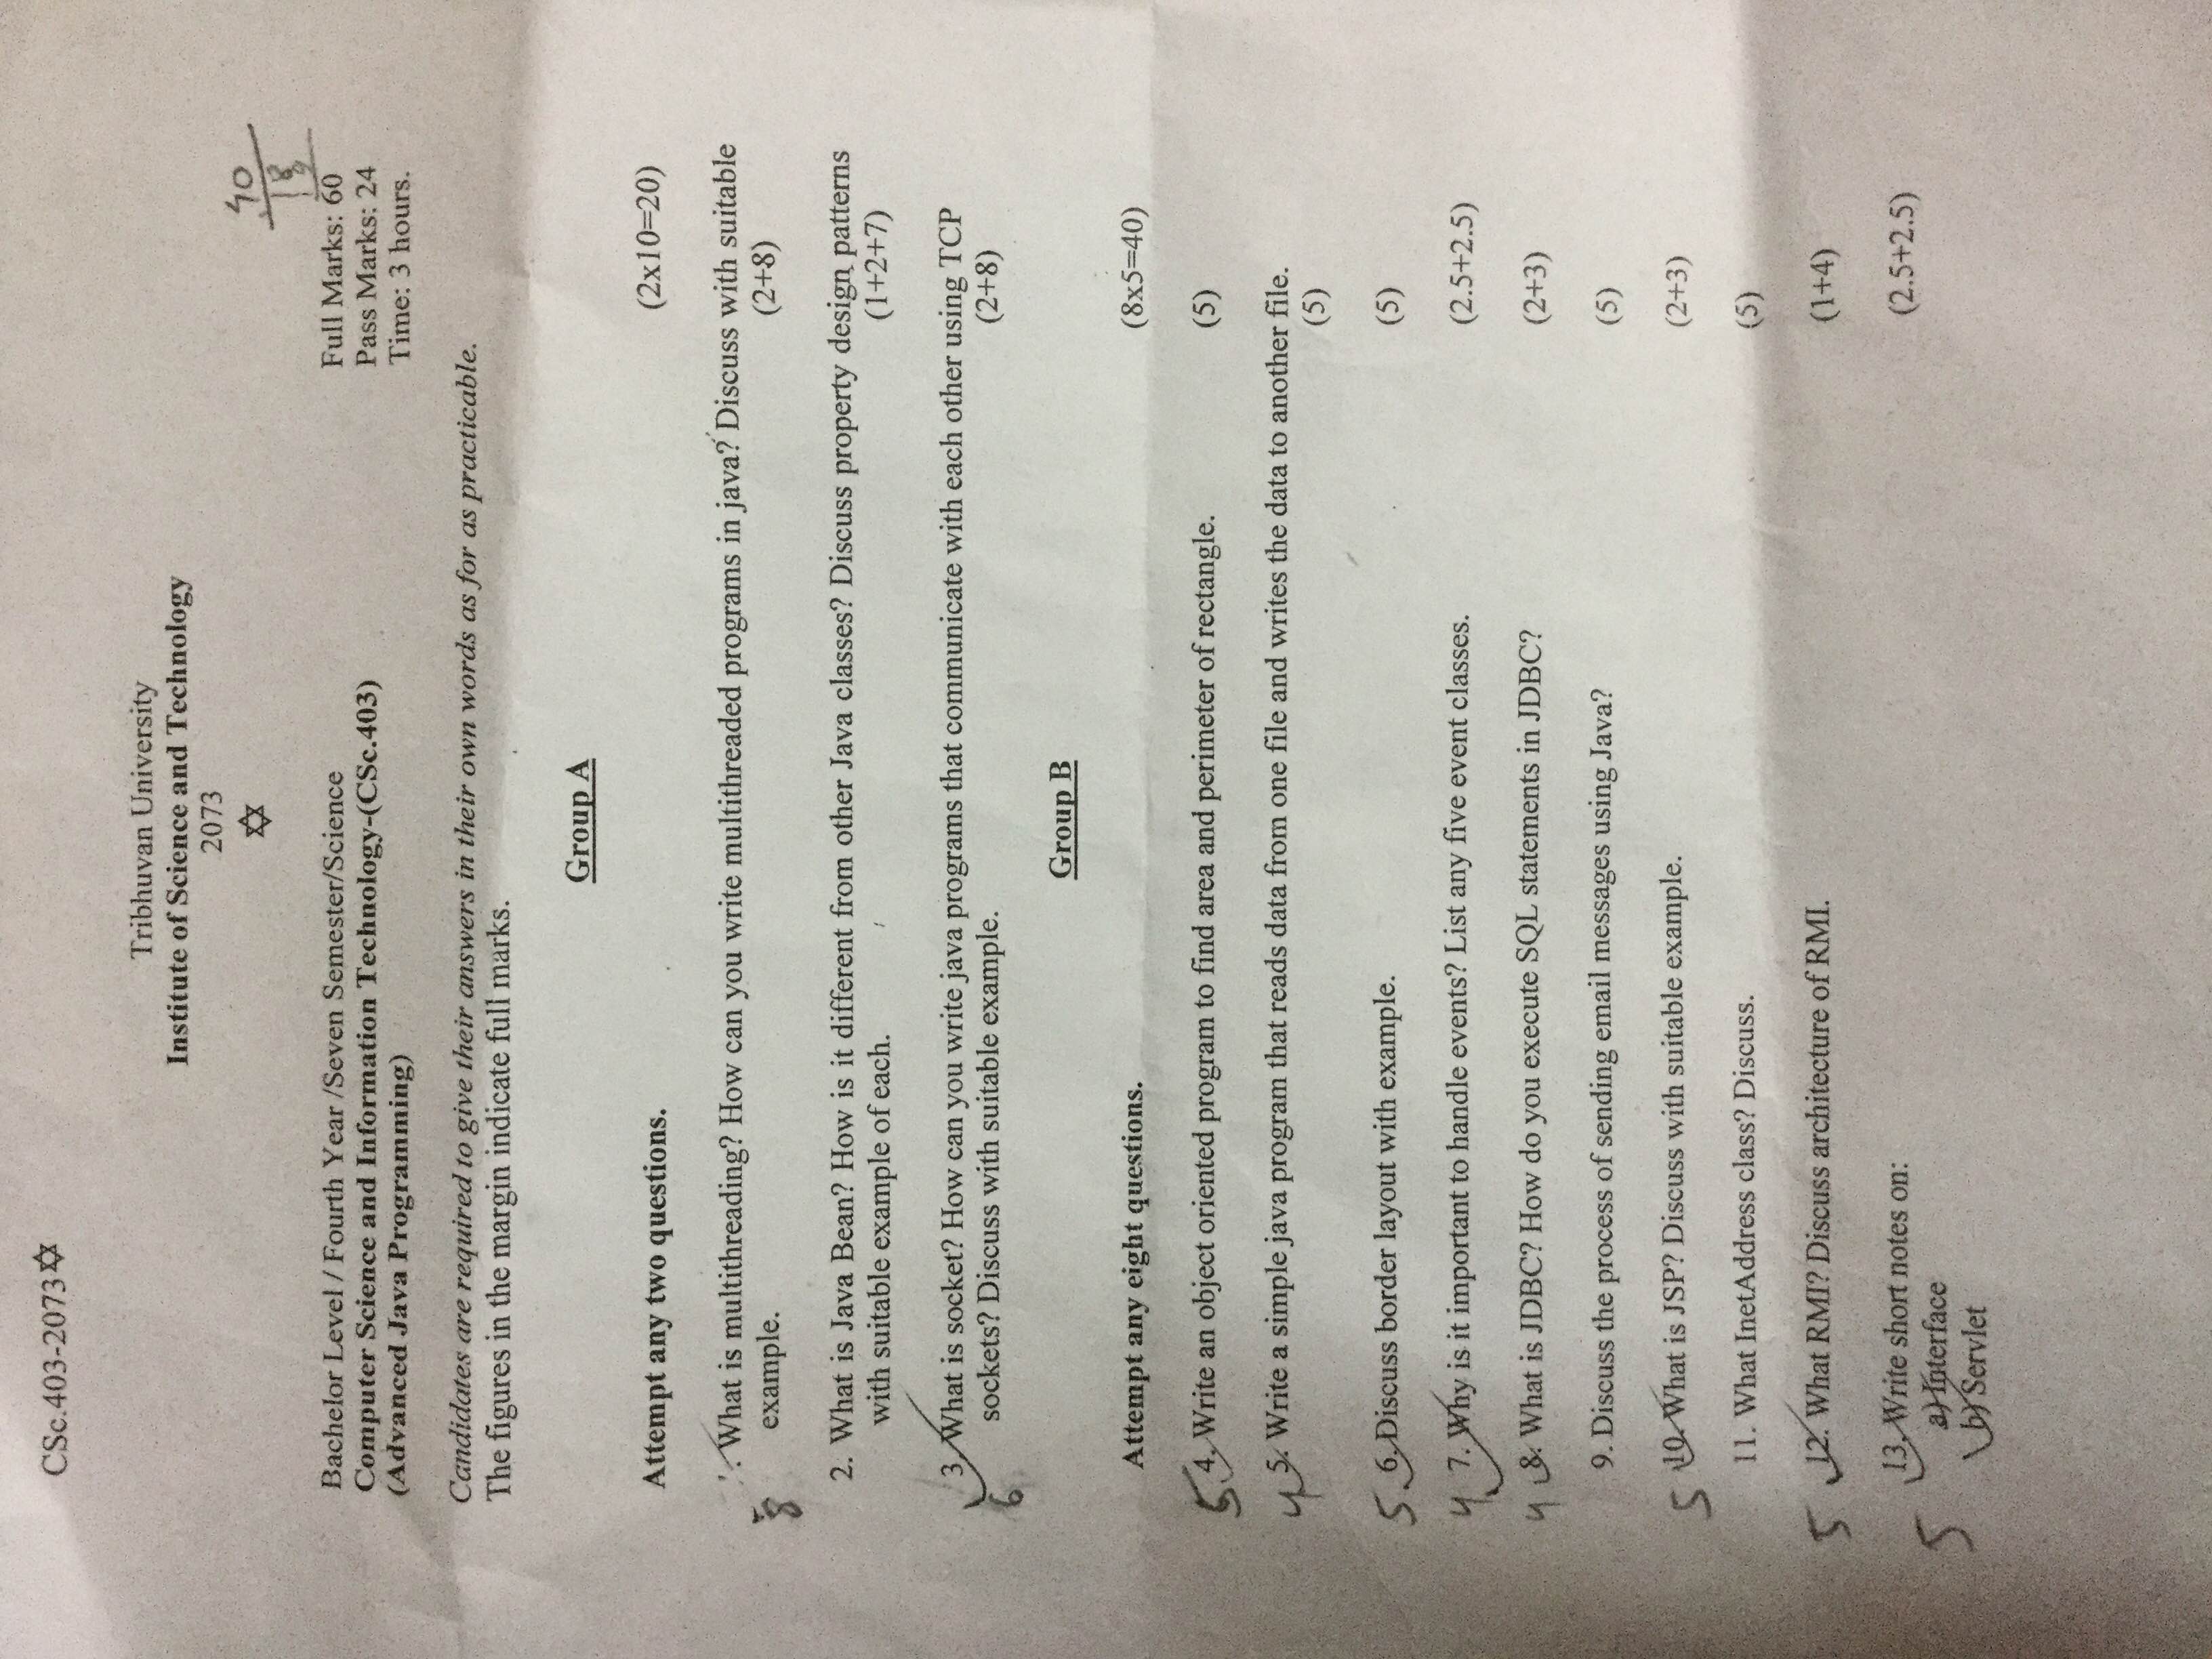 CSc.403-2073✡
Tribhuvan University
Institute of Science and Technology
2073
✡
40
18
Bachelor Level / Fourth Year /Seven Semester/Science
Full Marks: 60
Computer Science and Information Technology-(CSc.403)
Pass Marks: 24
(Advanced Java Programming)
Time: 3 hours.
Candidates are required to give their answers in their own words as for as practicable.
The figures in the margin indicate full marks.
Group A
Attempt any two questions. (2x10=20)
What is multithreading? How can you write multithreaded programs in java? Discuss with suitable
8 example. (2+8)
2. What is Java Bean? How is it different from other Java classes? Discuss property design patterns
with suitable example of each. (1+2+7)
3. What is socket? How can you write java programs that communicate with each other using TCP
6 sockets? Discuss with suitable example. (2+8)
Group B
Attempt any eight questions. (8x5=40)
5 4. Write an object oriented program to find area and perimeter of rectangle. (5)
4 5. Write a simple java program that reads data from one file and writes the data to another file.
(5)
5 6. Discuss border layout with example. (5)
4 7. Why is it important to handle events? List any five event classes. (2.5+2.5)
4 8. What is JDBC? How do you execute SQL statements in JDBC? (2+3)
9. Discuss the process of sending email messages using Java? (5)
5 10. What is JSP? Discuss with suitable example. (2+3)
11. What InetAddress class? Discuss. (5)
5 12. What RMI? Discuss architecture of RMI. (1+4)
13. Write short notes on: (2.5+2.5)
5 a) Interface
b) Servlet